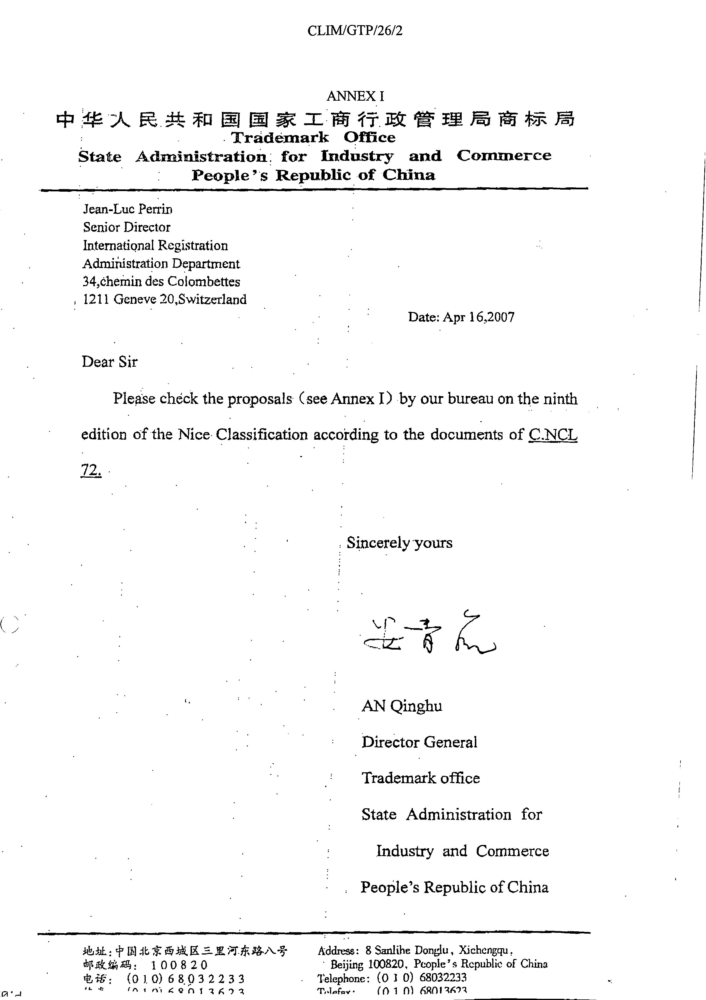 CLIM/GTP/26/2
ANNEX I
中华人民共和国国家工商行政管理局商标局
Trademark Office
State Administration for Industry and Commerce
People's Republic of China
Jean-Luc Perrin
Senior Director
International Registration
Administration Department
34,chemin des Colombettes
1211 Geneve 20,Switzerland
Date: Apr 16,2007
Dear Sir
Please check the proposals (see Annex I) by our bureau on the ninth
edition of the Nice Classification according to the documents of C.NCL
72.
Sincerely yours
AN Qinghu
Director General
Trademark office
State Administration for
Industry and Commerce
People's Republic of China
地址:中国北京西城区三里河东路八号
邮政编码: 100820
电话: (010)68032233
Address: 8 Sanlihe Donglu, Xichengqu,
Beijing 100820, People's Republic of China
Telephone: (010) 68032233
Telefax: (010) 68013623